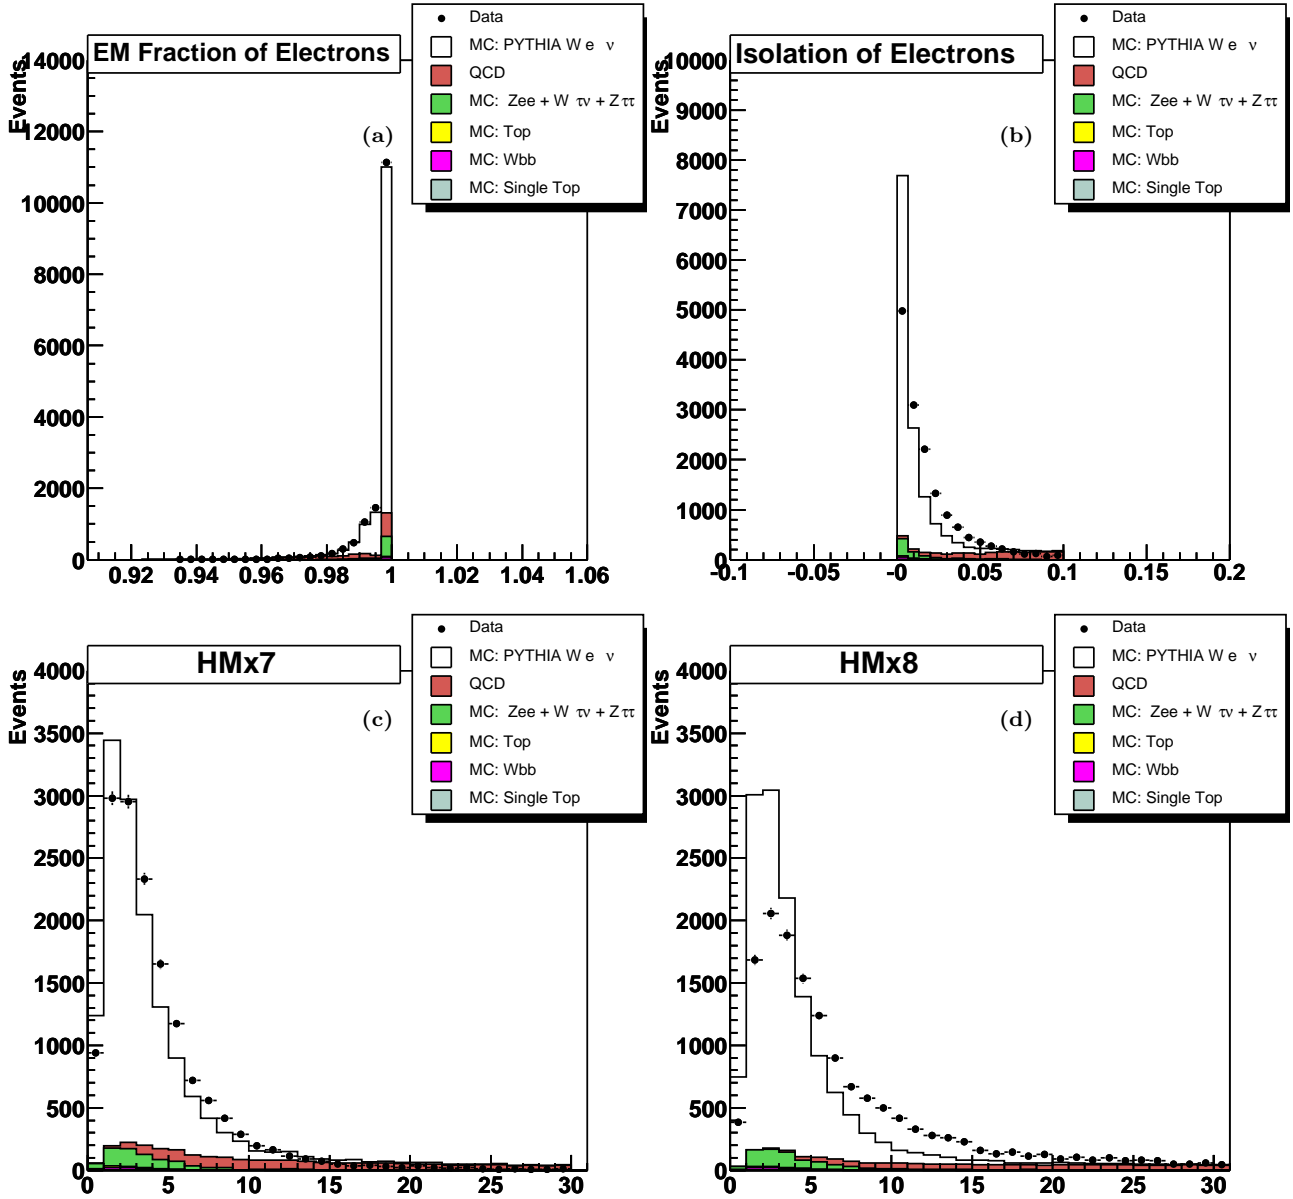 EM Fraction of Electrons
Events
14000
12000
10000
8000
6000
4000
2000
0
0.92 0.94 0.96 0.98 1 1.02 1.04 1.06
(a)
Data
MC: PYTHIA W e ν
QCD
MC: Zee + W τν + Z ττ
MC: Top
MC: Wbb
MC: Single Top
Isolation of Electrons
Events
10000
9000
8000
7000
6000
5000
4000
3000
2000
1000
0
-0.1 -0.05 -0 0.05 0.1 0.15 0.2
(b)
Data
MC: PYTHIA W e ν
QCD
MC: Zee + W τν + Z ττ
MC: Top
MC: Wbb
MC: Single Top
HMx7
Events
4000
3500
3000
2500
2000
1500
1000
500
0
0 5 10 15 20 25 30
(c)
Data
MC: PYTHIA W e ν
QCD
MC: Zee + W τν + Z ττ
MC: Top
MC: Wbb
MC: Single Top
HMx8
Events
4000
3500
3000
2500
2000
1500
1000
500
0
0 5 10 15 20 25 30
(d)
Data
MC: PYTHIA W e ν
QCD
MC: Zee + W τν + Z ττ
MC: Top
MC: Wbb
MC: Single Top